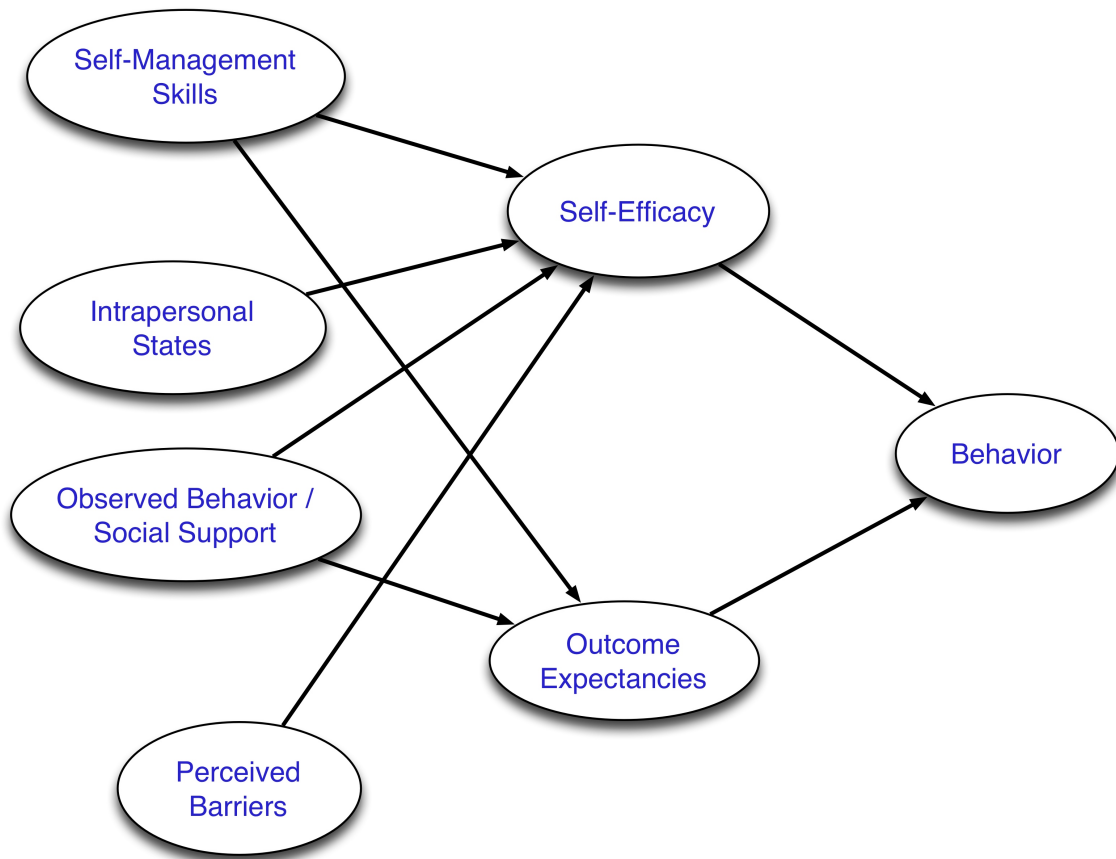 Self-Management
Skills
Self-Efficacy
Intrapersonal
States
Behavior
Observed Behavior /
Social Support
Outcome
Expectancies
Perceived
Barriers